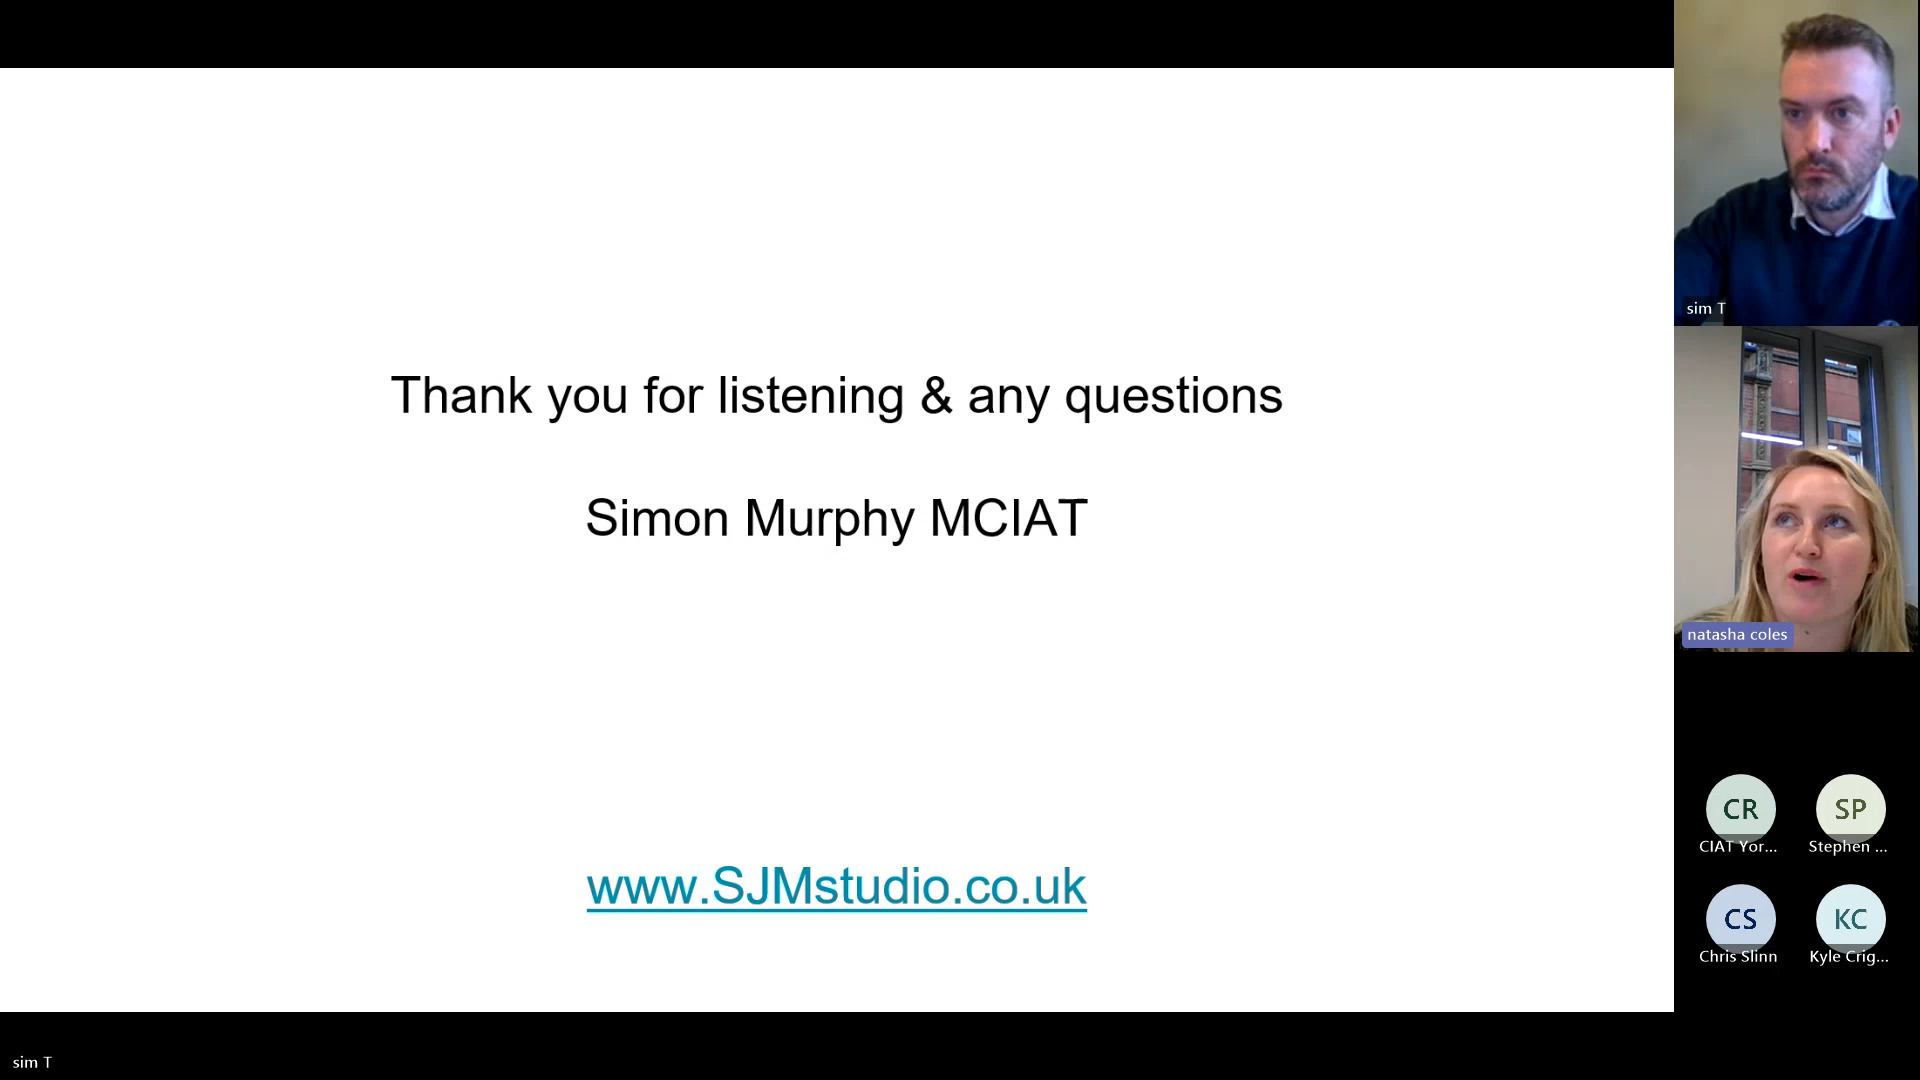 Thank you for listening & any questions
Simon Murphy MCIAT
www.SJMstudio.co.uk
sim T
sim T
natasha coles
CR
SP
CIAT Yor...
Stephen ...
CS
KC
Chris Slinn
Kyle Crig...